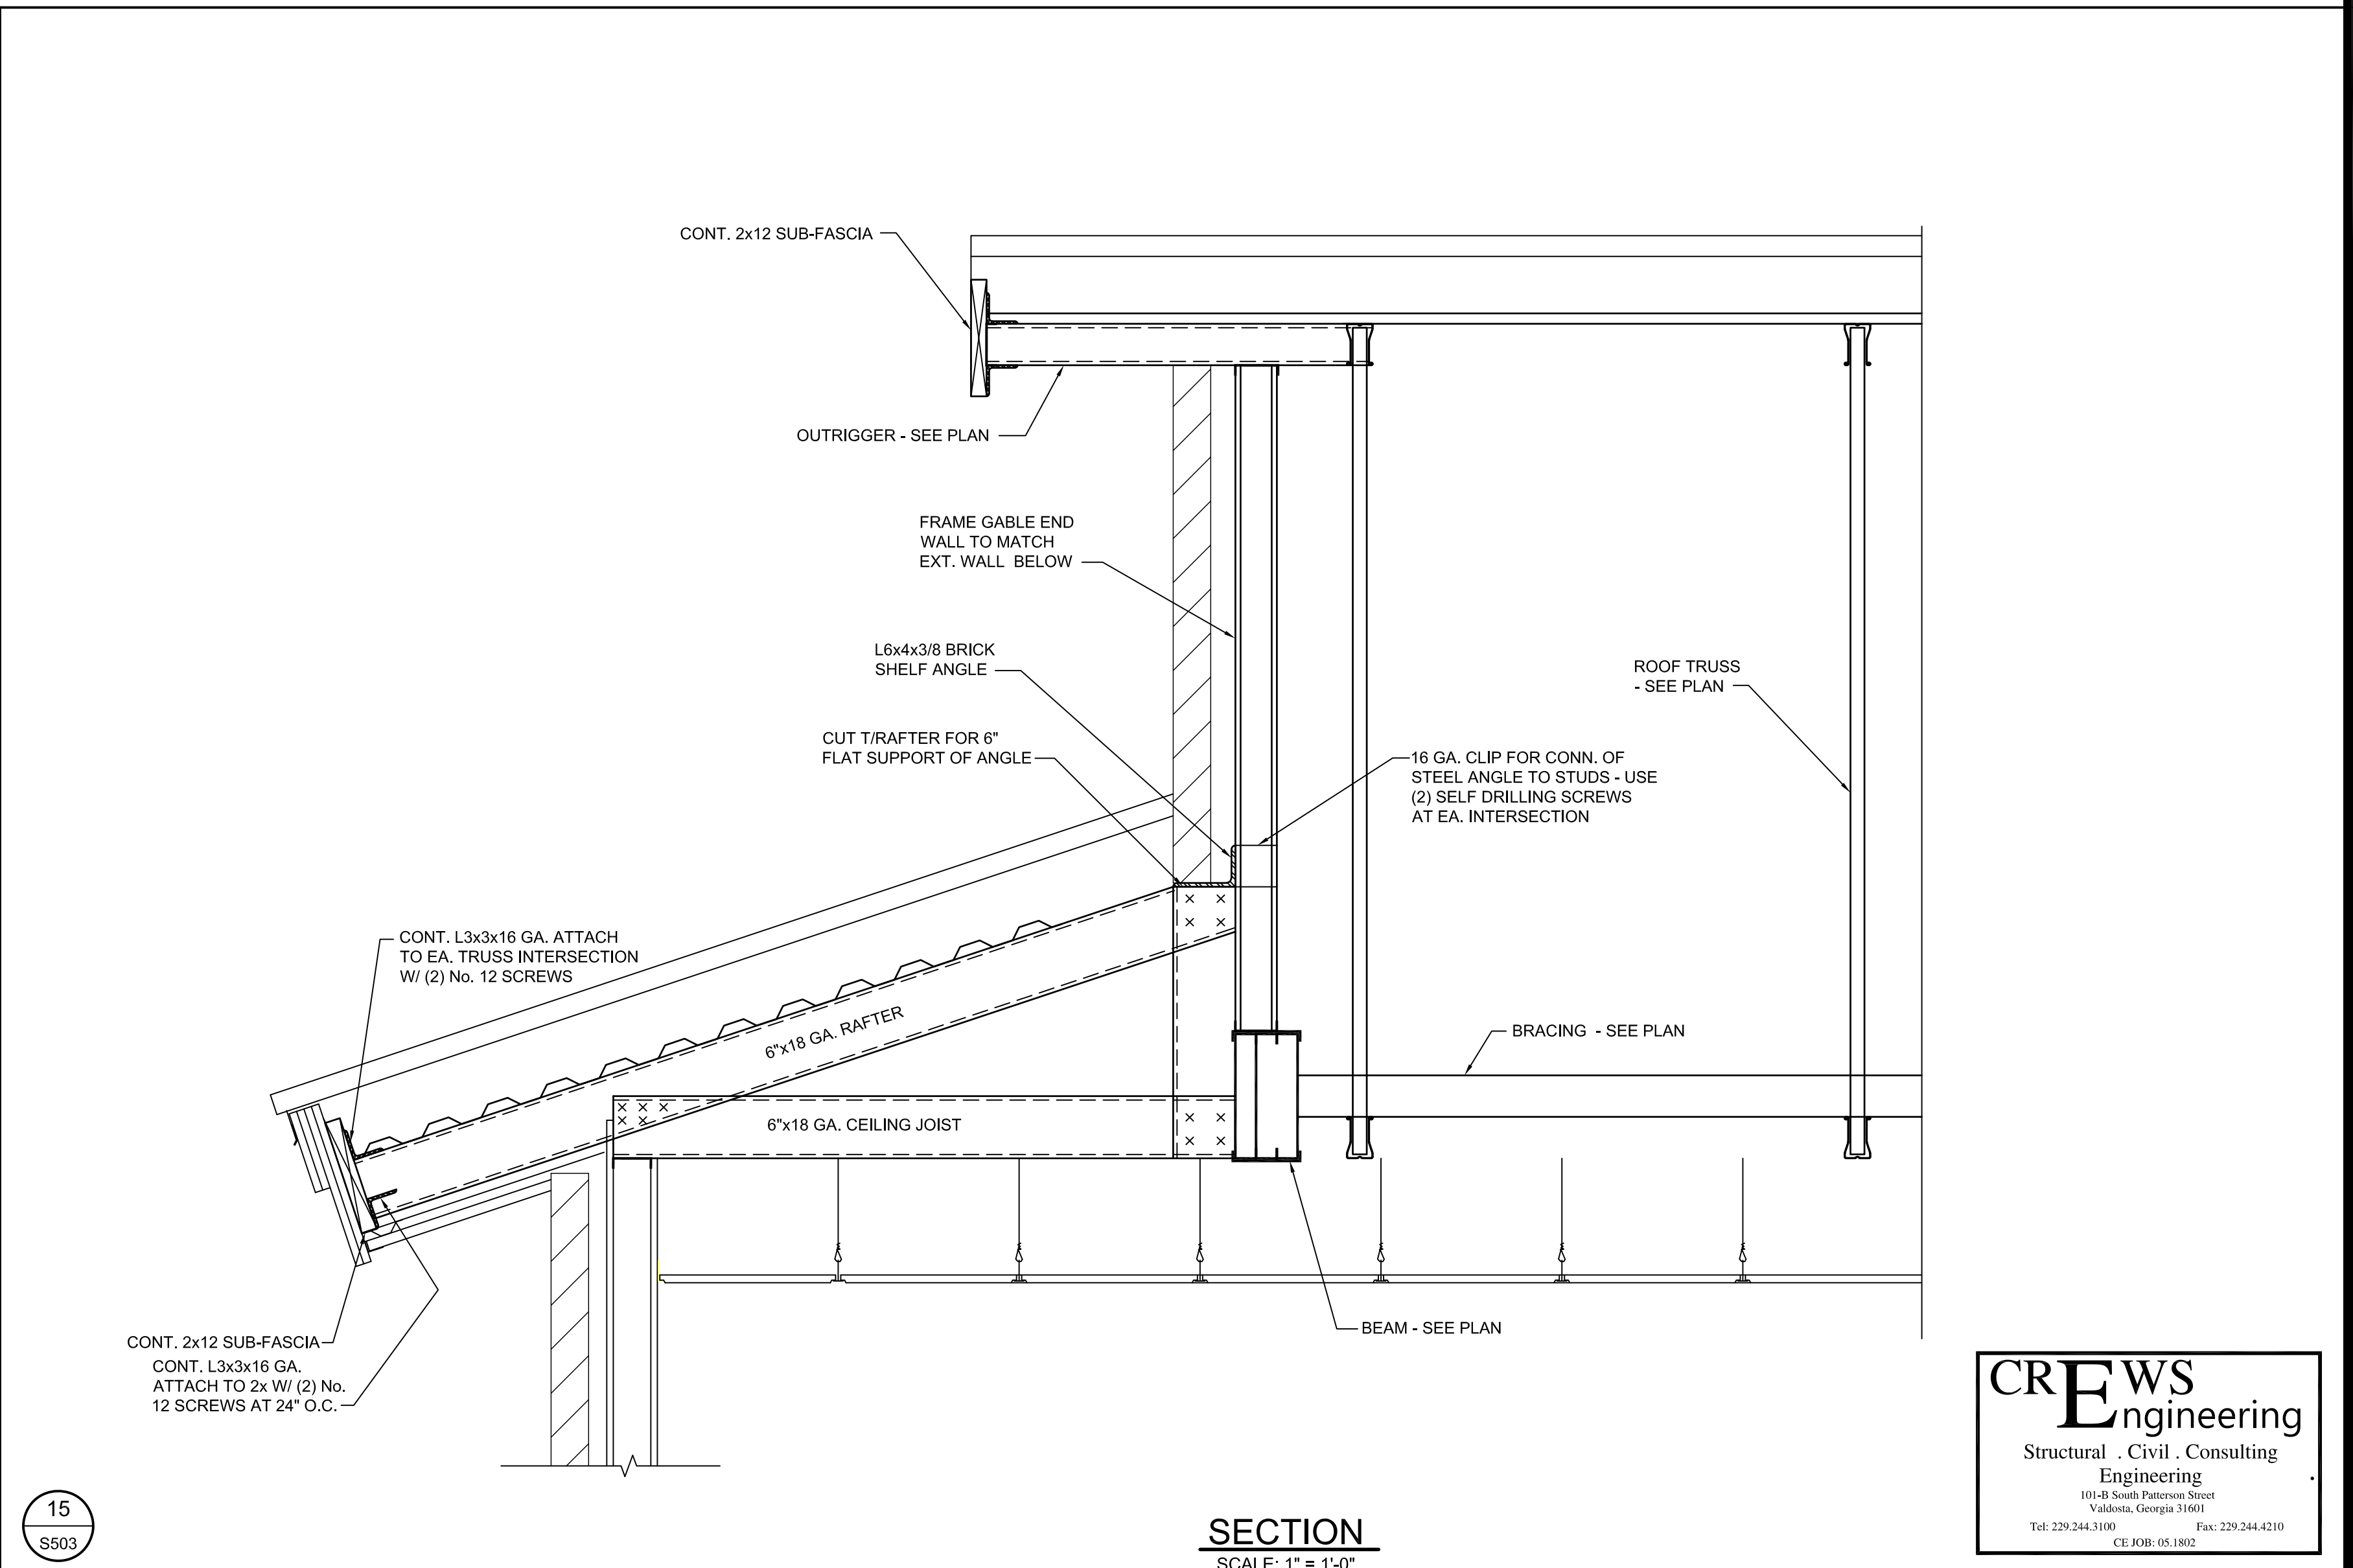 CONT. 2x12 SUB-FASCIA
OUTRIGGER - SEE PLAN
FRAME GABLE END
WALL TO MATCH
EXT. WALL BELOW
L6x4x3/8 BRICK
SHELF ANGLE
ROOF TRUSS
- SEE PLAN
CUT T/RAFTER FOR 6"
FLAT SUPPORT OF ANGLE
16 GA. CLIP FOR CONN. OF
STEEL ANGLE TO STUDS - USE
(2) SELF DRILLING SCREWS
AT EA. INTERSECTION
CONT. L3x3x16 GA. ATTACH
TO EA. TRUSS INTERSECTION
W/ (2) No. 12 SCREWS
6"x18 GA. RAFTER
BRACING - SEE PLAN
6"x18 GA. CEILING JOIST
BEAM - SEE PLAN
CONT. 2x12 SUB-FASCIA
CONT. L3x3x16 GA.
ATTACH TO 2x W/ (2) No.
12 SCREWS AT 24" O.C.
15
S503
SECTION
SCALE: 1" = 1'-0"
CREWS
Engineering
Structural . Civil . Consulting
Engineering
101-B South Patterson Street
Valdosta, Georgia 31601
Tel: 229.244.3100 Fax: 229.244.4210
CE JOB: 05.1802